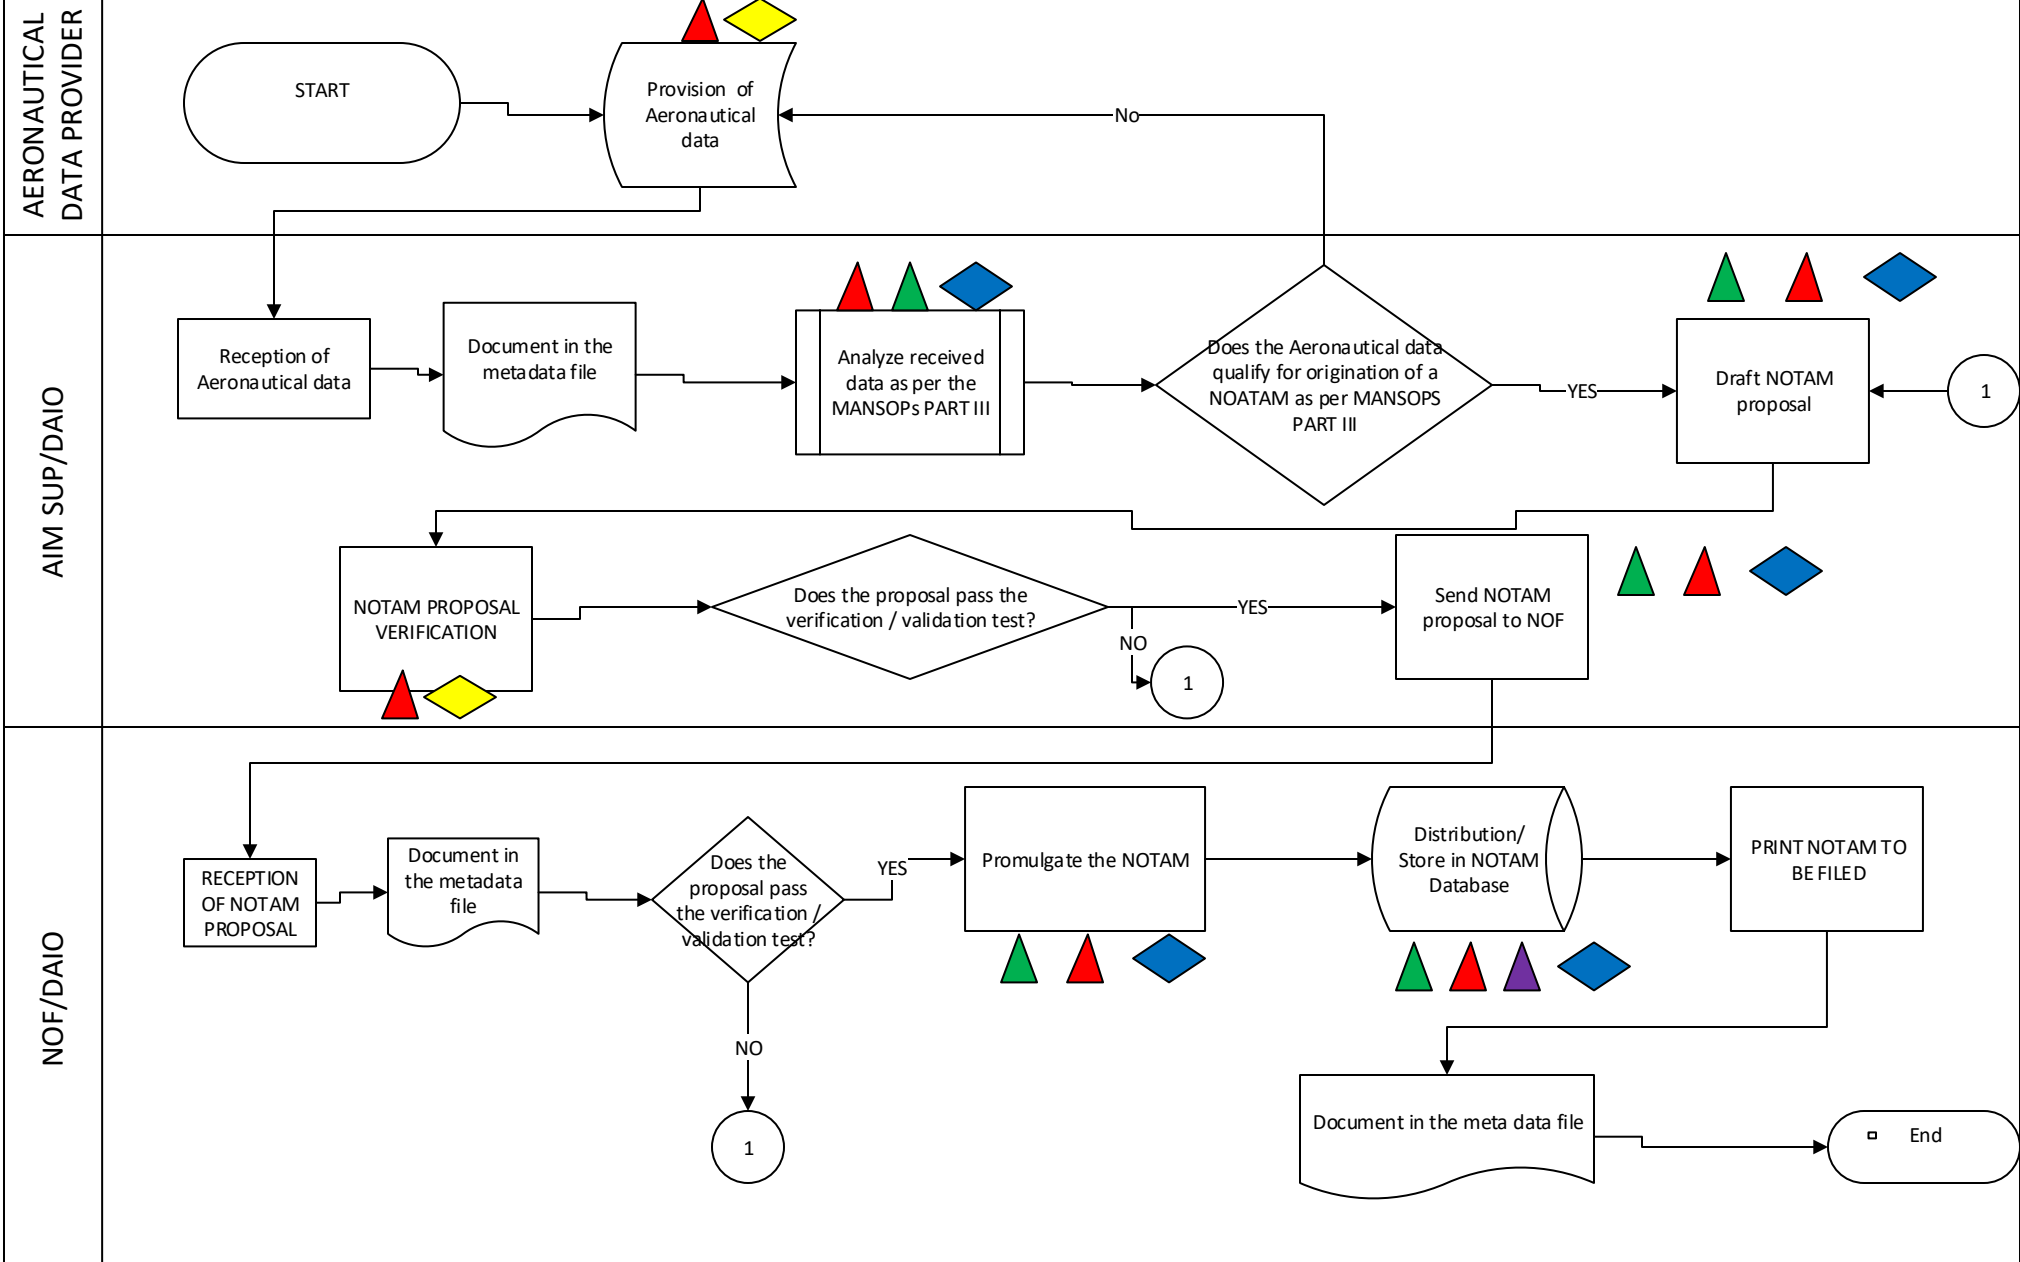 AERONAUTICAL
DATA PROVIDER
START
Provision of
Aeronautical
data
No
AIM SUP/DAIO
Reception of
Aeronautical data
Document in the
metadata file
Analyze received
data as per the
MANSOPs PART III
Does the Aeronautical data
qualify for origination of a
NOATAM as per MANSOPS
PART III
YES
Draft NOTAM
proposal
1
NOTAM PROPOSAL
VERIFICATION
Does the proposal pass the
verification / validation test?
YES
NO
1
Send NOTAM
proposal to NOF
NOF/DAIO
RECEPTION
OF NOTAM
PROPOSAL
Document in
the metadata
file
Does the
proposal pass
the verification /
validation test?
YES
NO
1
Promulgate the NOTAM
Distribution/
Store in NOTAM
Database
PRINT NOTAM TO
BE FILED
Document in the meta data file
End